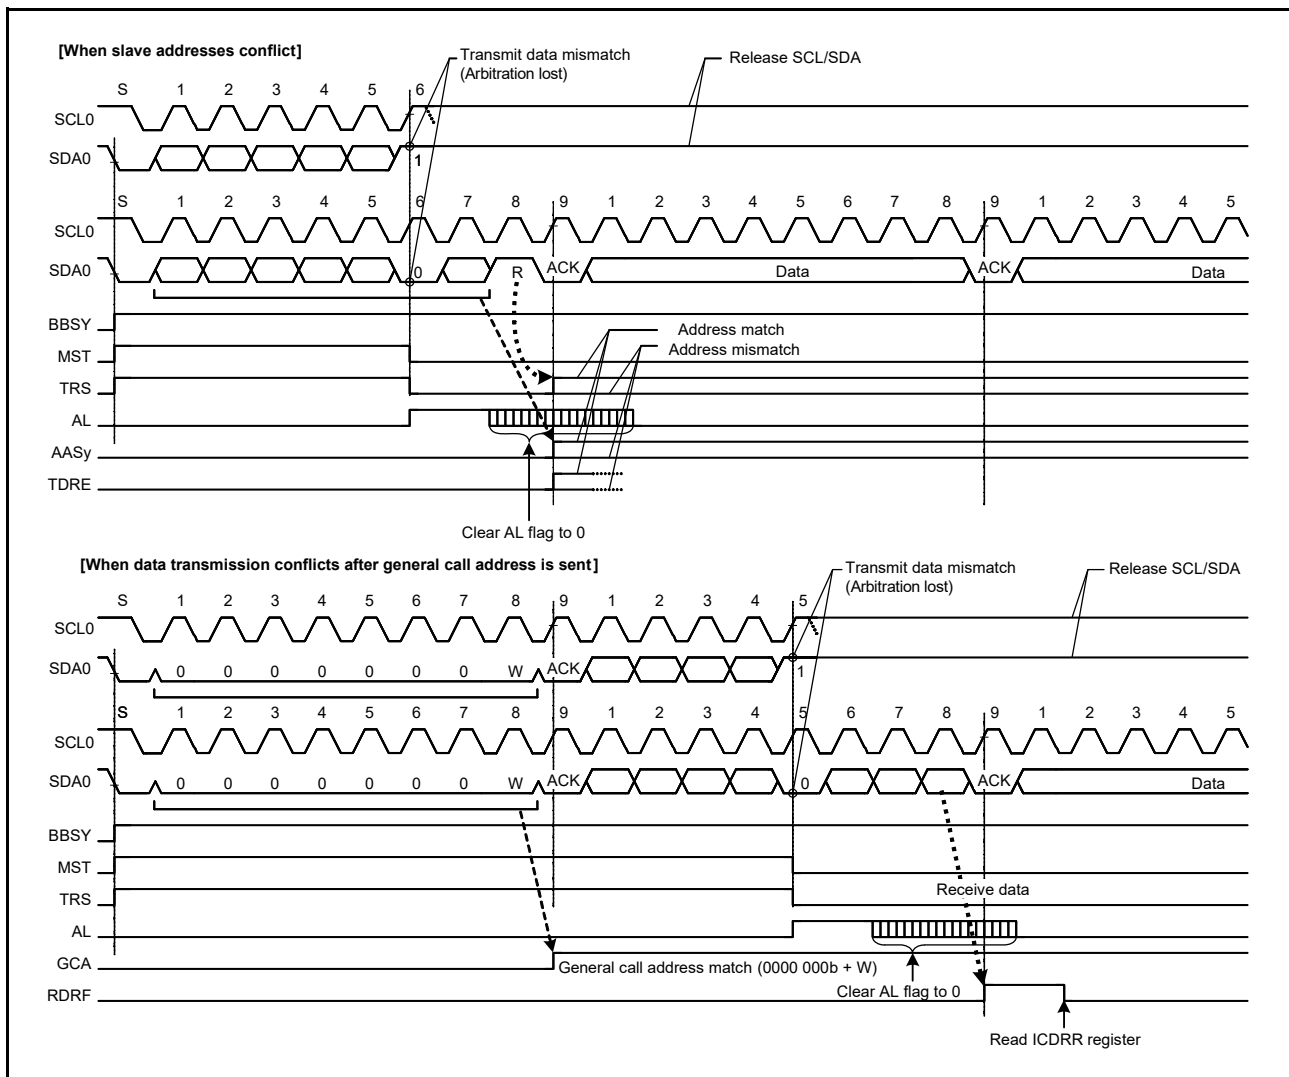 [When slave addresses conflict]
Transmit data mismatch
(Arbitration lost)
Release SCL/SDA
S 1 2 3 4 5 6
SCL0
SDA0 1
S 1 2 3 4 5 6 7 8 9 1 2 3 4 5 6 7 8 9 1 2 3 4 5
SCL0
SDA0 0 R ACK Data ACK Data
BBSY
Address match
MST
Address mismatch
TRS
AL
AASy
TDRE
Clear AL flag to 0
[When data transmission conflicts after general call address is sent]
Transmit data mismatch
(Arbitration lost)
Release SCL/SDA
S 1 2 3 4 5 6 7 8 9 1 2 3 4 5
SCL0
SDA0 0 0 0 0 0 0 0 W ACK 1
S 1 2 3 4 5 6 7 8 9 1 2 3 4 5 6 7 8 9 1 2 3 4 5
SCL0
SDA0 0 0 0 0 0 0 0 W ACK 0 ACK Data
BBSY
MST
Receive data
TRS
AL
GCA
General call address match (0000 000b + W)
Clear AL flag to 0
RDRF
Read ICDRR register